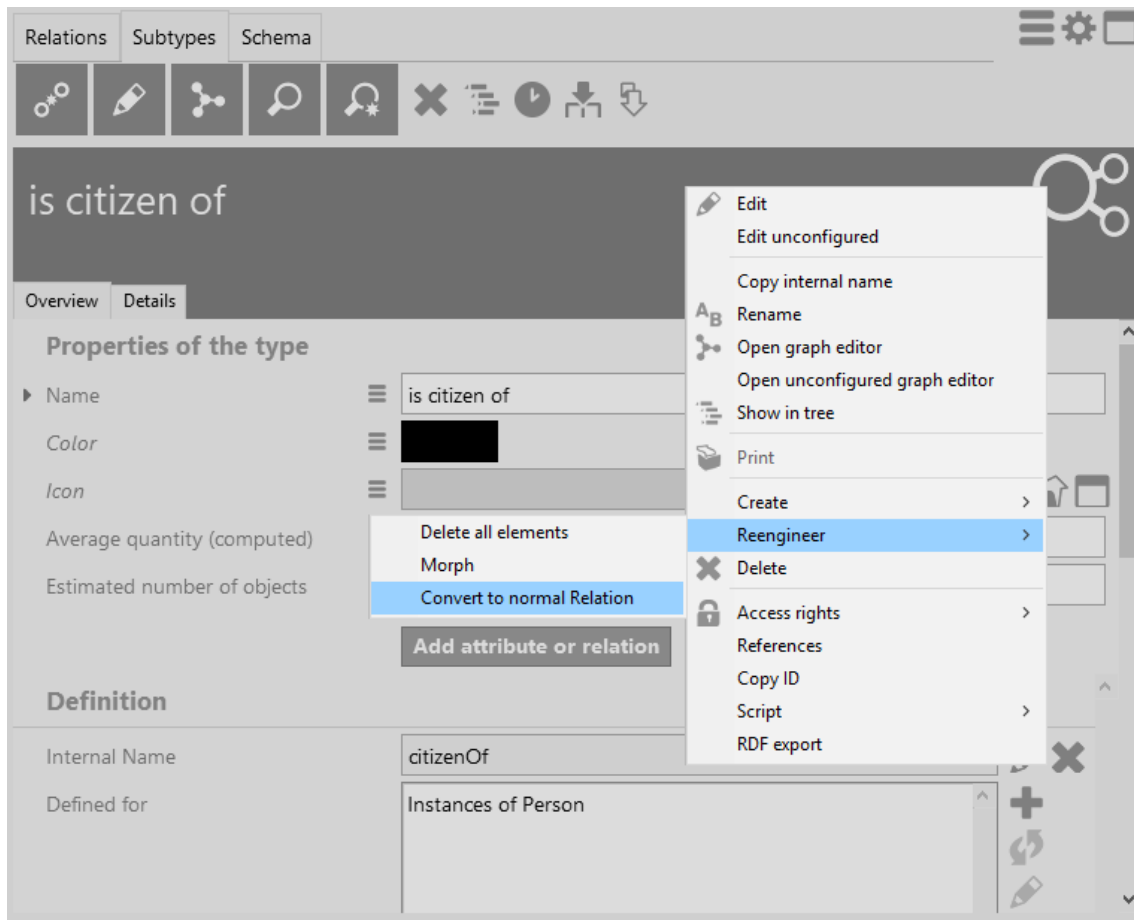 Relations Subtypes Schema
is citizen of
Overview Details
Properties of the type
Name
is citizen of
Color
Icon
Average quantity (computed)
Estimated number of objects
Add attribute or relation
Definition
Internal Name
citizenOf
Defined for
Instances of Person
Edit
Edit unconfigured
Copy internal name
AB Rename
Open graph editor
Open unconfigured graph editor
Show in tree
Print
Create
Reengineer
Delete
Access rights
References
Copy ID
Script
RDF export
Delete all elements
Morph
Convert to normal Relation